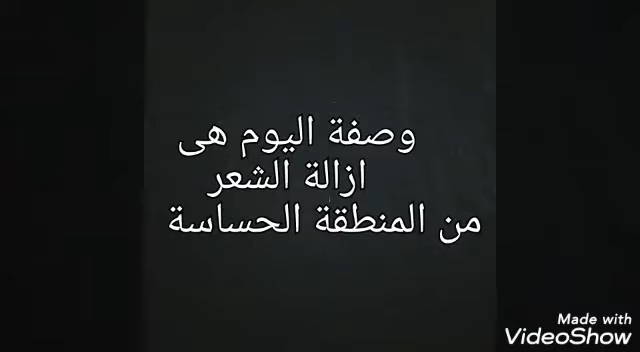 وصفة اليوم هى
ازالة الشعر
من المنطقة الحساسة
Made with
VideoShow